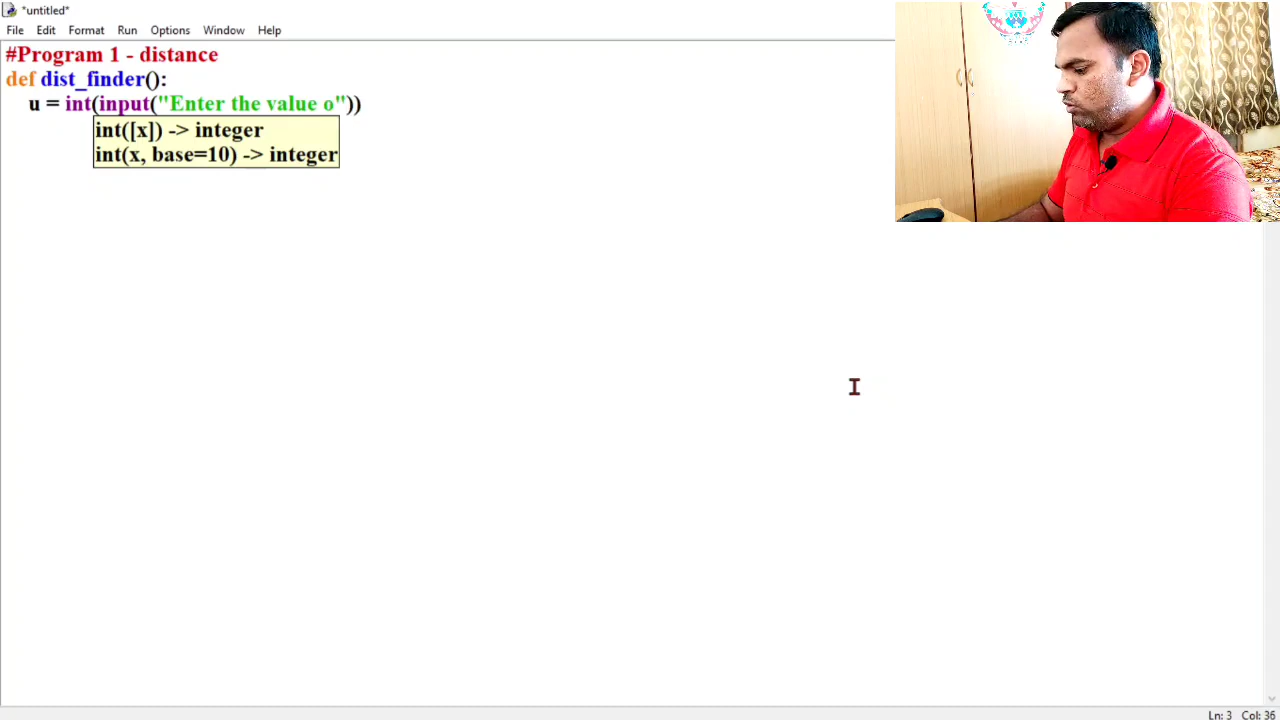 *untitled*
File Edit Format Run Options Window Help
#Program 1 - distance
def dist_finder():
    u = int(input("Enter the value o"))
int([x]) -> integer
int(x, base=10) -> integer
Ln: 3 Col: 36